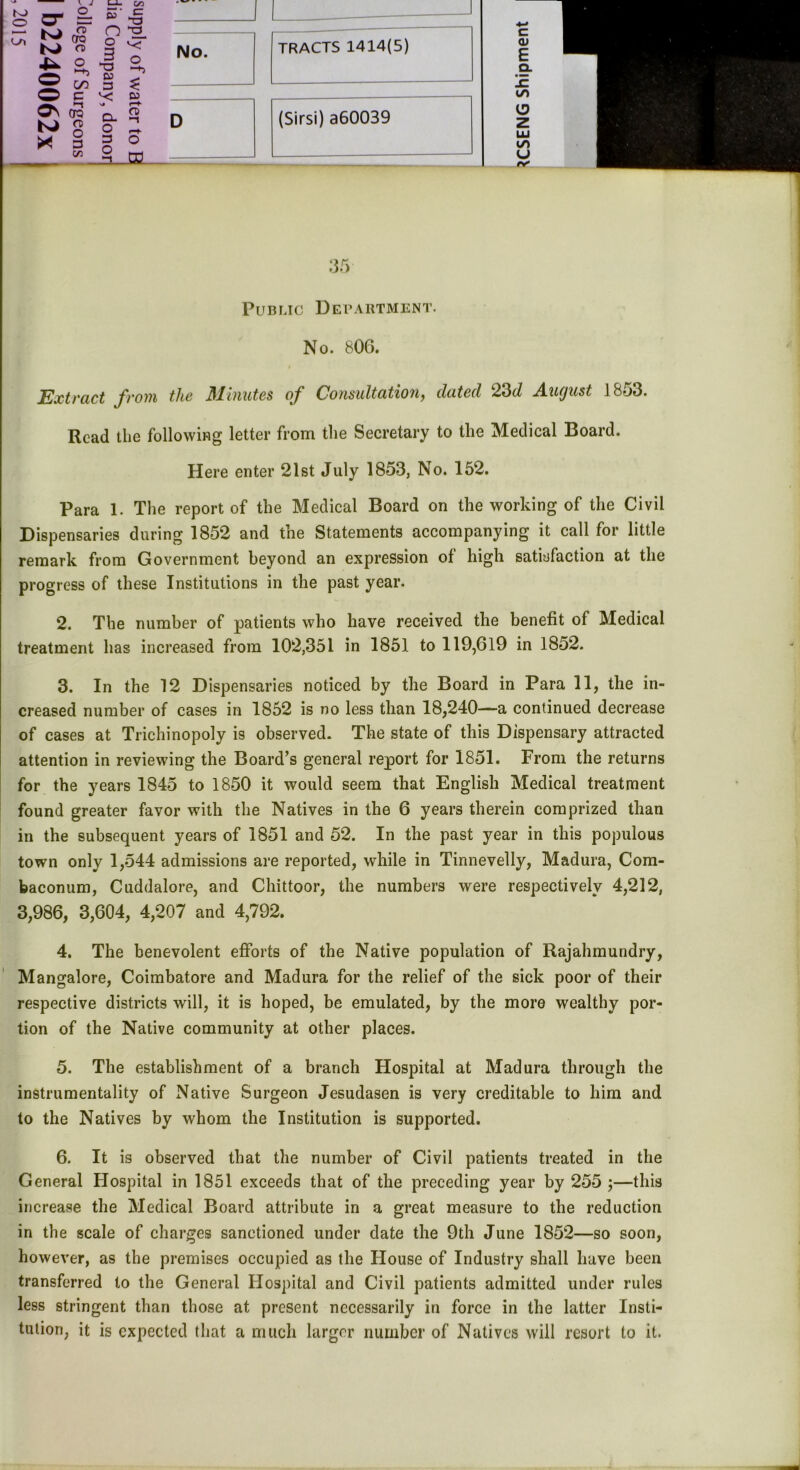 No.
TRACTS 1414(5)
D
(Sirsi) a60039
RCSENG Shipment
supply of water to B
dia Company, donor
College of Surgeons
b2240062x
, 2015
35
Public Department.
No. 806.
Extract from the Minutes of Consultation, dated 23d August 1853.
Read the following letter from the Secretary to the Medical Board.
Here enter 21st July 1853, No. 152.
Para 1. The report of the Medical Board on the working of the Civil
Dispensaries during 1852 and the Statements accompanying it call for little
remark from Government beyond an expression of high satisfaction at the
progress of these Institutions in the past year.
2. The number of patients who have received the benefit of Medical
treatment has increased from 102,351 in 1851 to 119,619 in 1852.
3. In the 12 Dispensaries noticed by the Board in Para 11, the in-
creased number of cases in 1852 is no less than 18,240—a continued decrease
of cases at Trichinopoly is observed. The state of this Dispensary attracted
attention in reviewing the Board's general report for 1851. From the returns
for the years 1845 to 1850 it would seem that English Medical treatment
found greater favor with the Natives in the 6 years therein comprized than
in the subsequent years of 1851 and 52. In the past year in this populous
town only 1,544 admissions are reported, while in Tinnevelly, Madura, Com-
baconum, Cuddalore, and Chittoor, the numbers were respectively 4,212,
3,986, 3,604, 4,207 and 4,792.
4. The benevolent efforts of the Native population of Rajahmundry,
Mangalore, Coimbatore and Madura for the relief of the sick poor of their
respective districts will, it is hoped, be emulated, by the more wealthy por-
tion of the Native community at other places.
5. The establishment of a branch Hospital at Madura through the
instrumentality of Native Surgeon Jesudasen is very creditable to him and
to the Natives by whom the Institution is supported.
6. It is observed that the number of Civil patients treated in the
General Hospital in 1851 exceeds that of the preceding year by 255 ;—this
increase the Medical Board attribute in a great measure to the reduction
in the scale of charges sanctioned under date the 9th June 1852—so soon,
however, as the premises occupied as the House of Industry shall have been
transferred to the General Hospital and Civil patients admitted under rules
less stringent than those at present necessarily in force in the latter Insti-
tution, it is expected that a much larger number of Natives will resort to it.